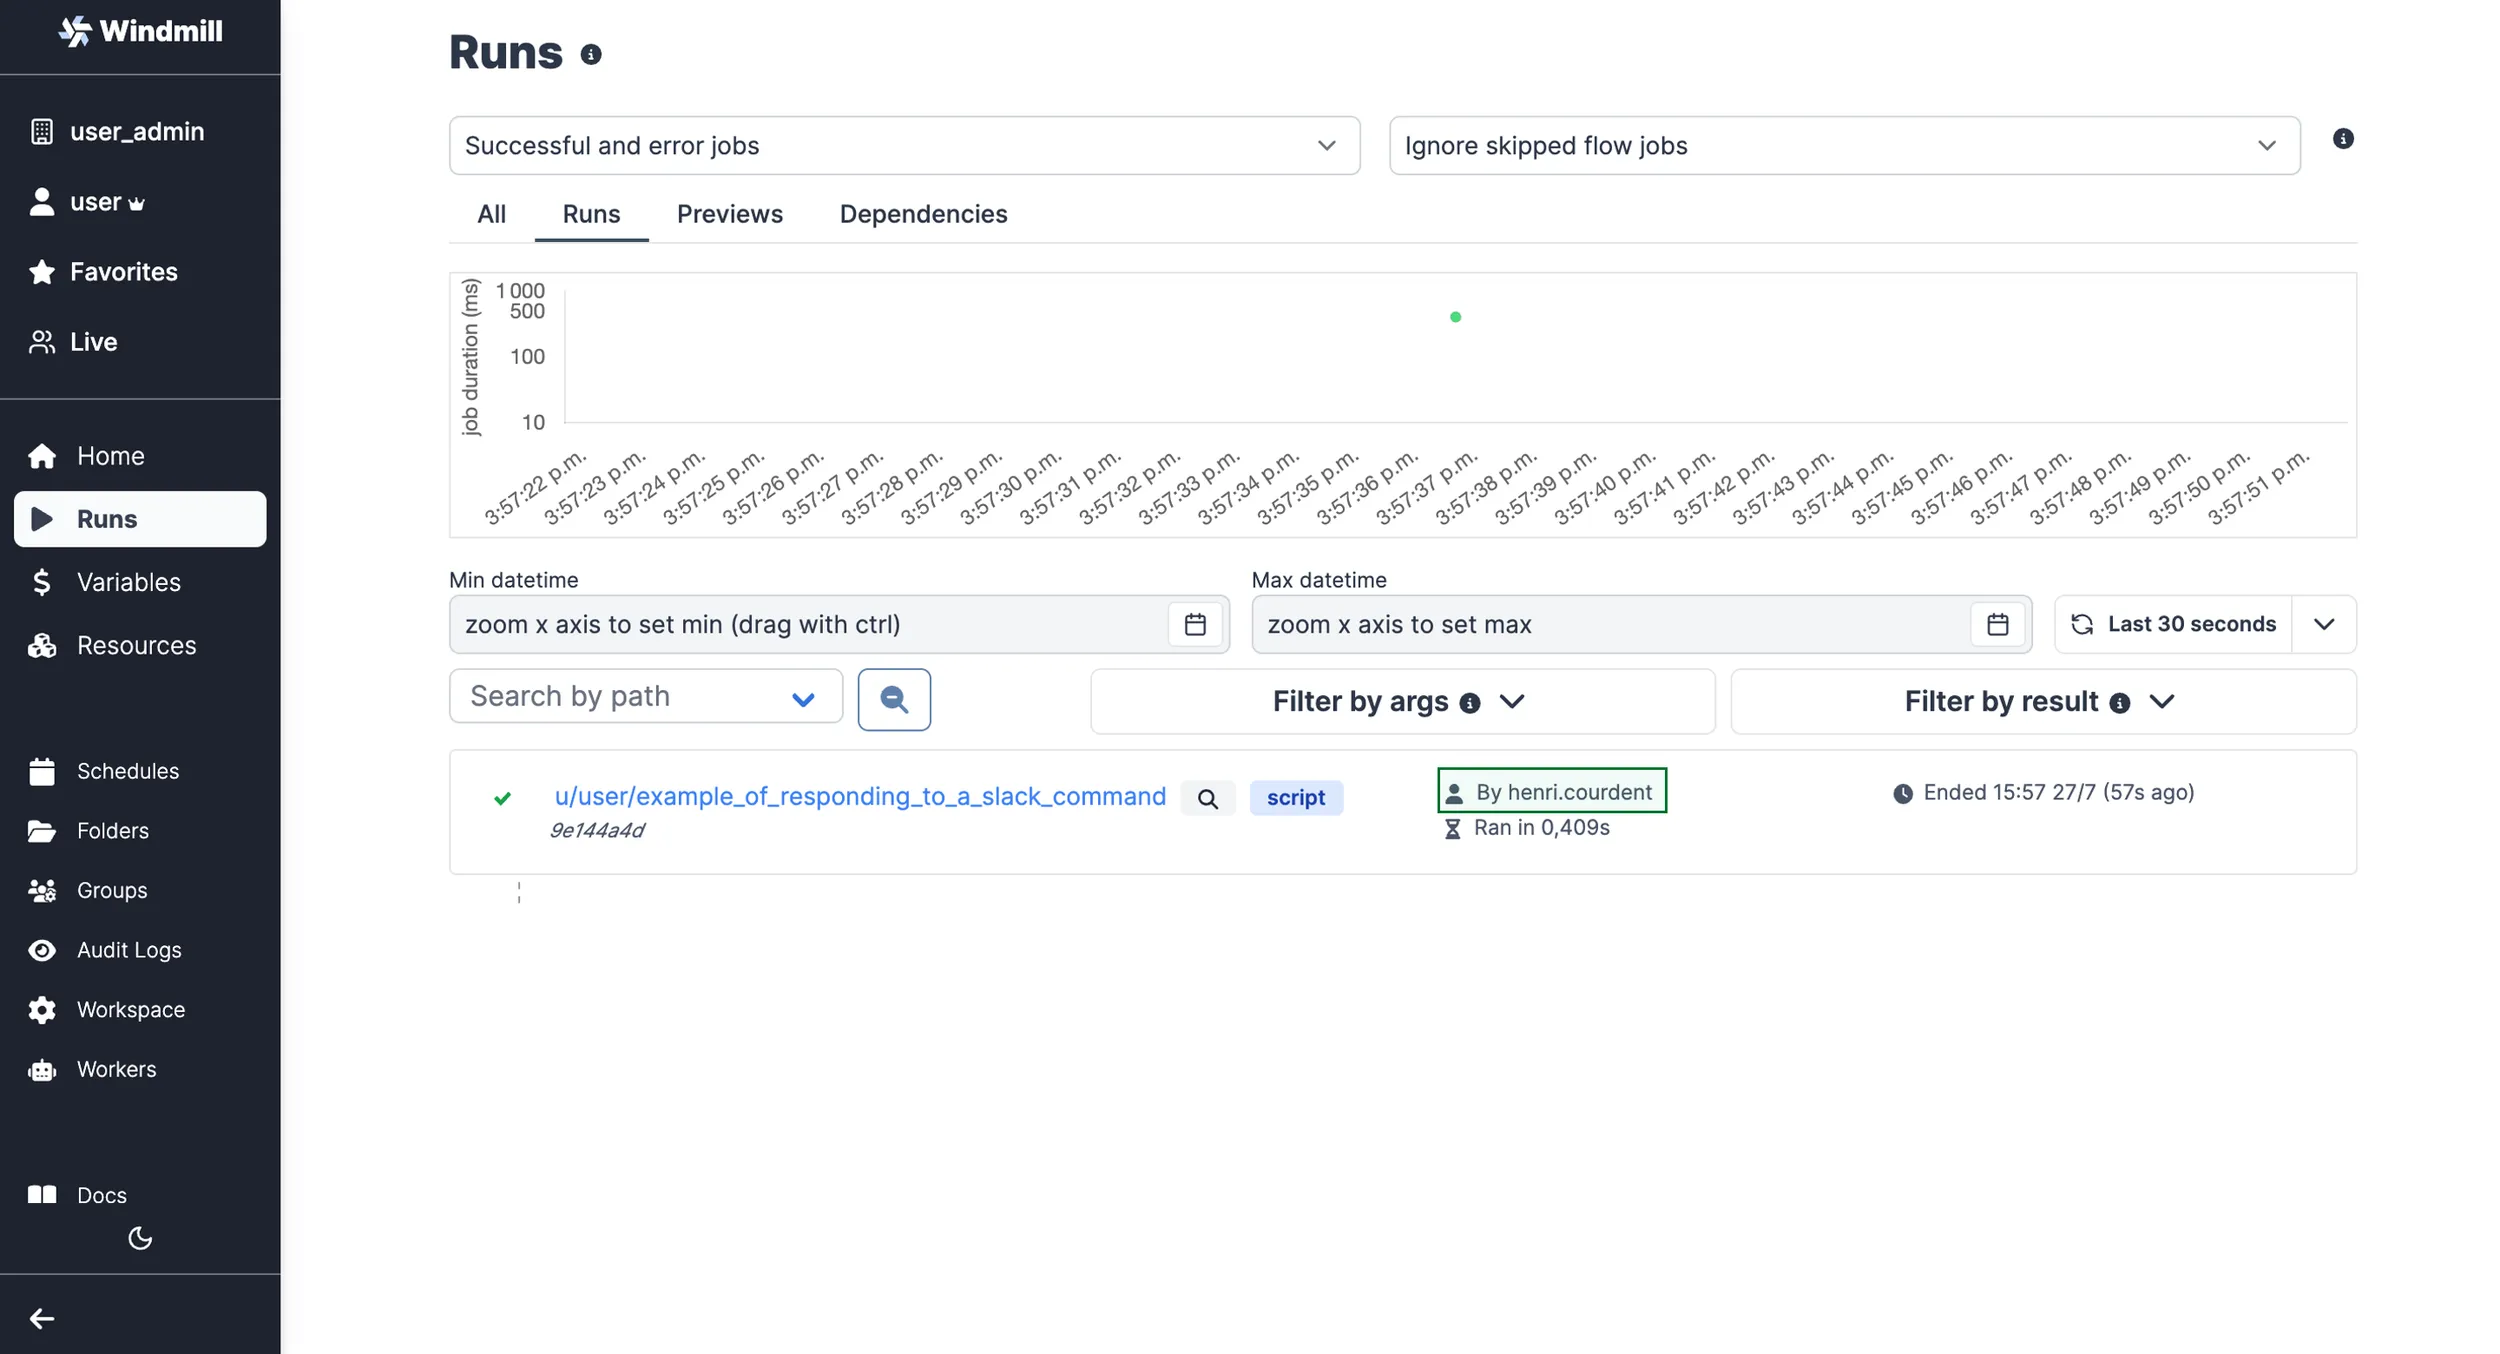 Windmill
user_admin
user
Favorites
Live
Home
Runs
Variables
Resources
Schedules
Folders
Groups
Audit Logs
Workspace
Workers
Docs
Runs
Successful and error jobs
Ignore skipped flow jobs
All
Runs
Previews
Dependencies
job duration (ms)
1 000
500
100
10
3:57:22 p.m.
3:57:23 p.m.
3:57:24 p.m.
3:57:25 p.m.
3:57:26 p.m.
3:57:27 p.m.
3:57:28 p.m.
3:57:29 p.m.
3:57:30 p.m.
3:57:31 p.m.
3:57:32 p.m.
3:57:33 p.m.
3:57:34 p.m.
3:57:35 p.m.
3:57:36 p.m.
3:57:37 p.m.
3:57:38 p.m.
3:57:39 p.m.
3:57:40 p.m.
3:57:41 p.m.
3:57:42 p.m.
3:57:43 p.m.
3:57:44 p.m.
3:57:45 p.m.
3:57:46 p.m.
3:57:47 p.m.
3:57:48 p.m.
3:57:49 p.m.
3:57:50 p.m.
3:57:51 p.m.
Min datetime
zoom x axis to set min (drag with ctrl)
Max datetime
zoom x axis to set max
Last 30 seconds
Search by path
Filter by args
Filter by result
u/user/example_of_responding_to_a_slack_command
script
By henri.courdent
Ended 15:57 27/7 (57s ago)
9e144a4d
Ran in 0,409s